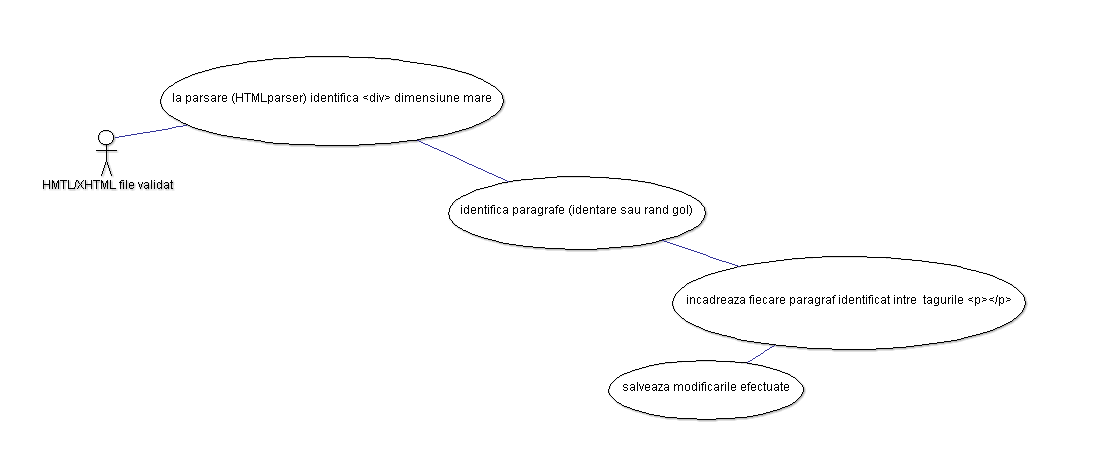 la parsare (HTMLparser) identifica <div> dimensiune mare
HMTL/XHTML file validat
identifica paragrafe (identare sau rand gol)
incadreaza fiecare paragraf identificat intre  tagurile <p></p>
salveaza modificarile efectuate